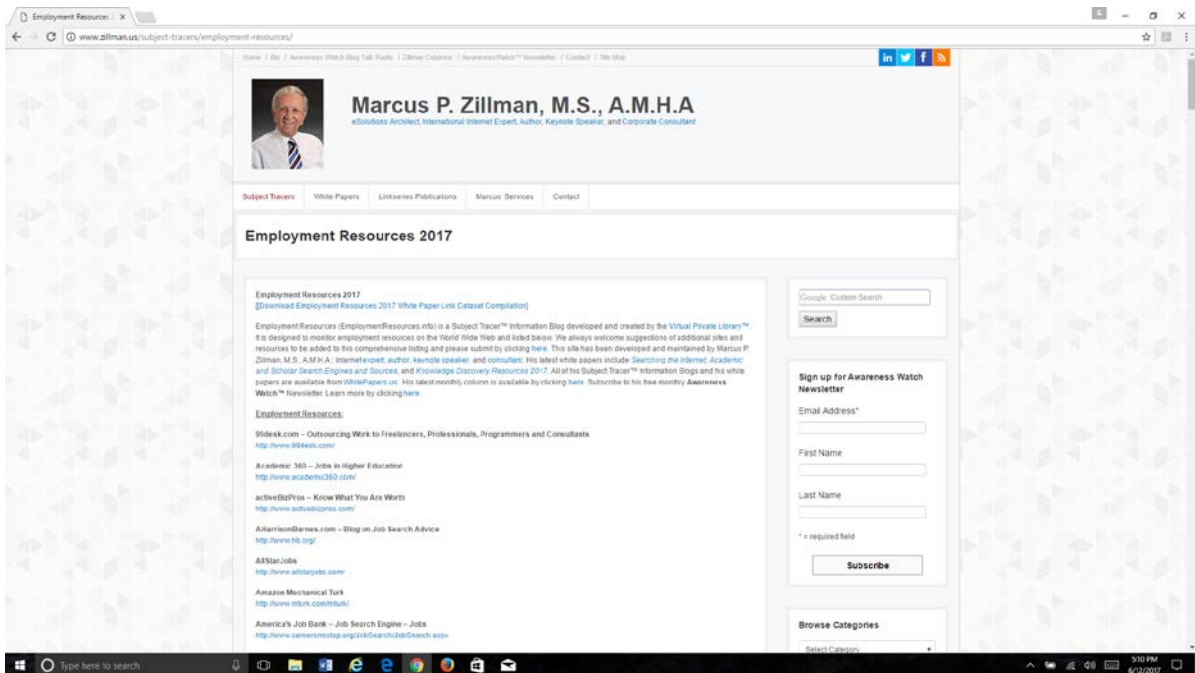 Employment Resources
www.zillman.us/subject-tracers/employment-resources/
Home / Bio / Awareness Watch Blog Talk Radio / Zillman Columns / AwarenessWatch™ Newsletter / Contact / Site Map
in f
Marcus P. Zillman, M.S., A.M.H.A
eSolutions Architect, International Internet Expert, Author, Keynote Speaker, and Corporate Consultant
Subject Tracers White Papers Linkseries Publications Marcus Services Contact
Employment Resources 2017
Employment Resources 2017
[[Download Employment Resources 2017 White Paper Link Dataset Compilation]
Employment Resources (EmploymentResources.info) is a Subject Tracer™ Information Blog developed and created by the Virtual Private Library™.
It is designed to monitor employment resources on the World Wide Web and listed below. We always welcome suggestions of additional sites and
resources to be added to this comprehensive listing and please submit by clicking here. This site has been developed and maintained by Marcus P.
Zillman, M.S., A.M.H.A.; Internet expert, author, keynote speaker, and consultant. His latest white papers include Searching the Internet, Academic
and Scholar Search Engines and Sources, and Knowledge Discovery Resources 2017. All of his Subject Tracer™ Information Blogs and his white
papers are available from WhitePapers.us. His latest monthly column is available by clicking here. Subscribe to his free monthly Awareness
Watch™ Newsletter. Learn more by clicking here.
Employment Resources:
99desk.com – Outsourcing Work to Freelancers, Professionals, Programmers and Consultants
http://www.99desk.com/
Academic 360 – Jobs in Higher Education
http://www.academic360.com/
activeBizPros – Know What You Are Worth
http://www.activebizpros.com/
AHarrisonBarnes.com – Blog on Job Search Advice
http://www.hb.org/
AllStarJobs
http://www.allstarjobs.com/
Amazon Mechanical Turk
http://www.mturk.com/mturk/
America's Job Bank – Job Search Engine – Jobs
http://www.careeronestop.org/JobSearch/JobSearch.aspx
Google Custom Search
Search
Sign up for Awareness Watch
Newsletter
Email Address*
First Name
Last Name
* = required field
Subscribe
Browse Categories
Select Category
Type here to search
5:10 PM
6/12/2017